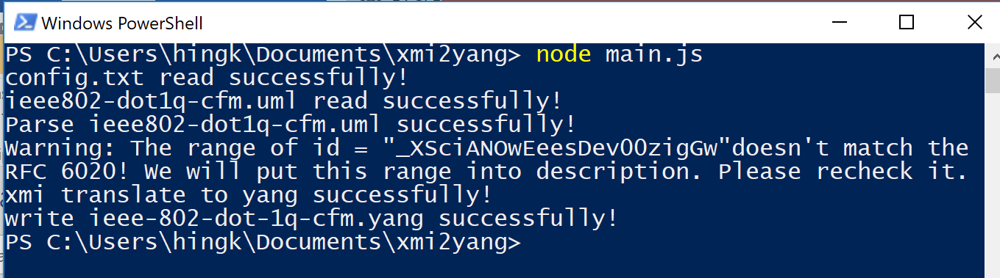 Windows PowerShell
PS C:\Users\hingk\Documents\xmi2yang> node main.js
config.txt read successfully!
ieee802-dot1q-cfm.uml read successfully!
Parse ieee802-dot1q-cfm.uml successfully!
Warning: The range of id = "_XSciANOwEeesDev00zigGw"doesn't match the
RFC 6020! We will put this range into description. Please recheck it.
xmi translate to yang successfully!
write ieee-802-dot-1q-cfm.yang successfully!
PS C:\Users\hingk\Documents\xmi2yang>